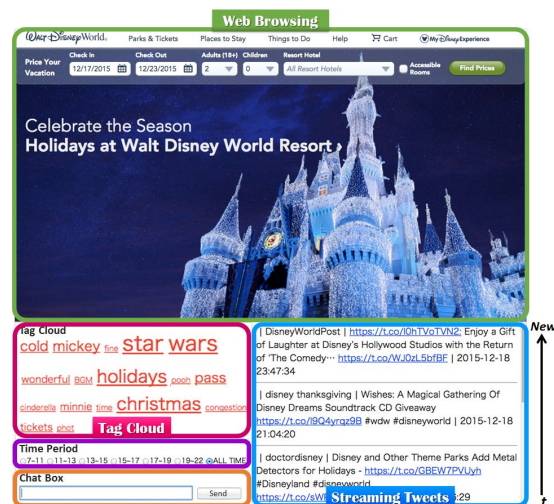 Web Browsing
Walt Disney World. Parks & Tickets Places to Stay Things to Do Help Cart My Disney Experience
Price Your Vacation
Check In Check Out Adults (18+) Children Resort Hotel
12/17/2015 12/23/2015 2 0 All Resort Hotels Accessible Rooms Find Prices
Celebrate the Season
Holidays at Walt Disney World Resort ›
Tag Cloud
cold mickey fine star wars
wonderful BGM holidays pooh pass
cinderella minnie time christmas congestion
tickets phot
Tag Cloud
Time Period
7-11 11-13 13-15 15-17 17-19 19-22 ALL TIME
Chat Box
Send
| DisneyWorldPost | https://t.co/l0hTVoTVN2: Enjoy a Gift
of Laughter at Disney's Hollywood Studios with the Return
of 'The Comedy… https://t.co/WJ0zL5bfBF | 2015-12-18
23:47:34
| disney thanksgiving | Wishes: A Magical Gathering Of
Disney Dreams Soundtrack CD Giveaway
https://t.co/l9Q4yrqz9B #wdw #disneyworld | 2015-12-18
21:04:20
| doctordisney | Disney and Other Theme Parks Add Metal
Detectors for Holidays - https://t.co/GBEW7PVUyh
#Disneyland #disneyworld
Streaming Tweets
New
t